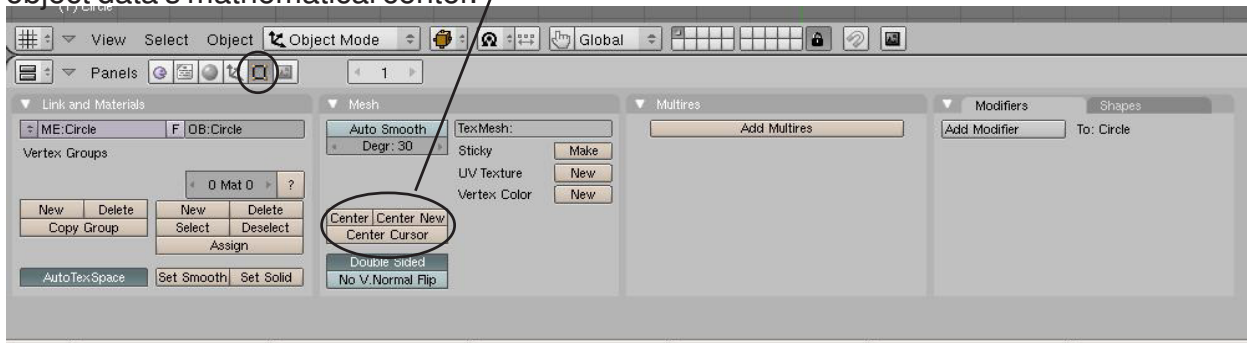 object data's mathematical center.
(1) Circle
View Select Object Object Mode Global
Panels 1
Link and Materials Mesh Multires Modifiers Shapes
ME:Circle F OB:Circle Auto Smooth TexMesh: Add Multires Add Modifier To: Circle
Vertex Groups Degr: 30 Sticky Make
UV Texture New
0 Mat 0 ? Vertex Color New
New Delete New Delete Center Center New
Copy Group Select Deselect Center Cursor
Assign
Double Sided
AutoTexSpace Set Smooth Set Solid No V.Normal Flip